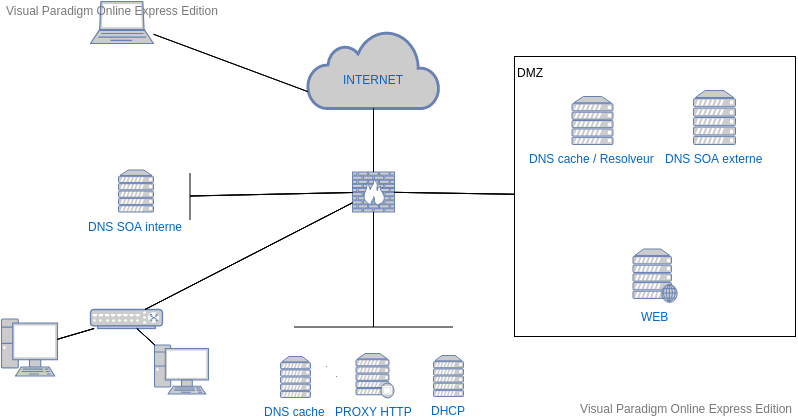 Visual Paradigm Online Express Edition
INTERNET
DMZ
DNS cache / Resolveur
DNS SOA externe
DNS SOA interne
WEB
DNS cache
PROXY HTTP
DHCP
Visual Paradigm Online Express Edition